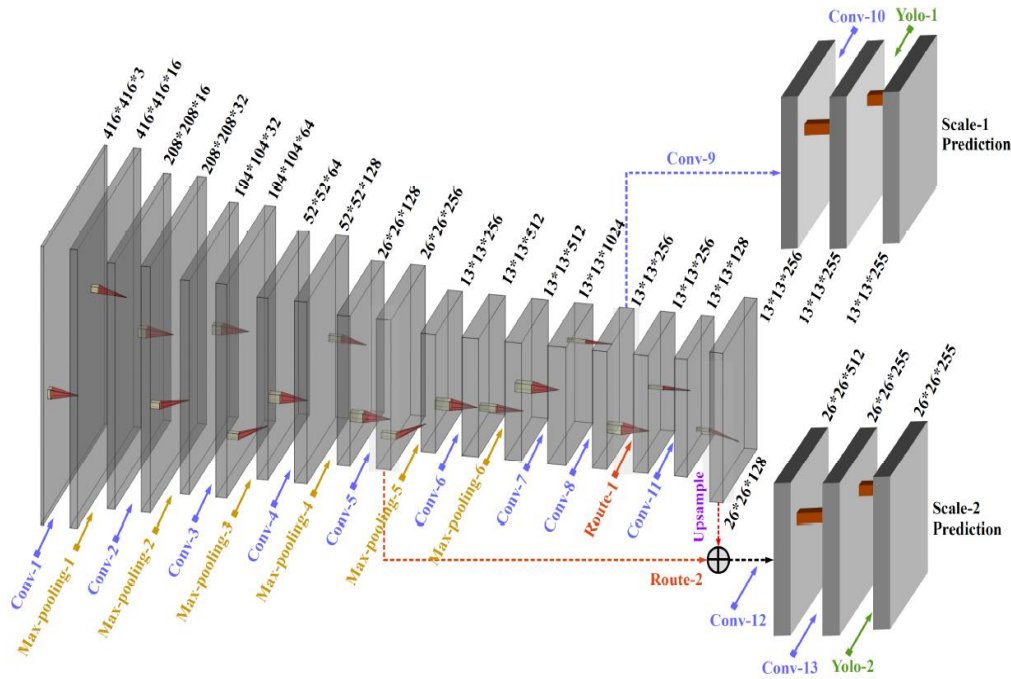 416*416*3
416*416*16
208*208*16
208*208*32
104*104*32
104*104*64
52*52*64
52*52*128
26*26*128
26*26*256
13*13*256
13*13*512
13*13*512
13*13*1024
13*13*256
13*13*256
13*13*128
26*26*128
Conv-1
Max-pooling-1
Conv-2
Max-pooling-2
Conv-3
Max-pooling-3
Conv-4
Max-pooling-4
Conv-5
Max-pooling-5
Conv-6
Max-pooling-6
Conv-7
Conv-8
Route-1
Conv-11
Upsample
Route-2
Conv-9
Conv-10
Yolo-1
Scale-1
Prediction
13*13*256
13*13*255
13*13*255
26*26*512
26*26*255
26*26*255
Scale-2
Prediction
Conv-12
Conv-13
Yolo-2